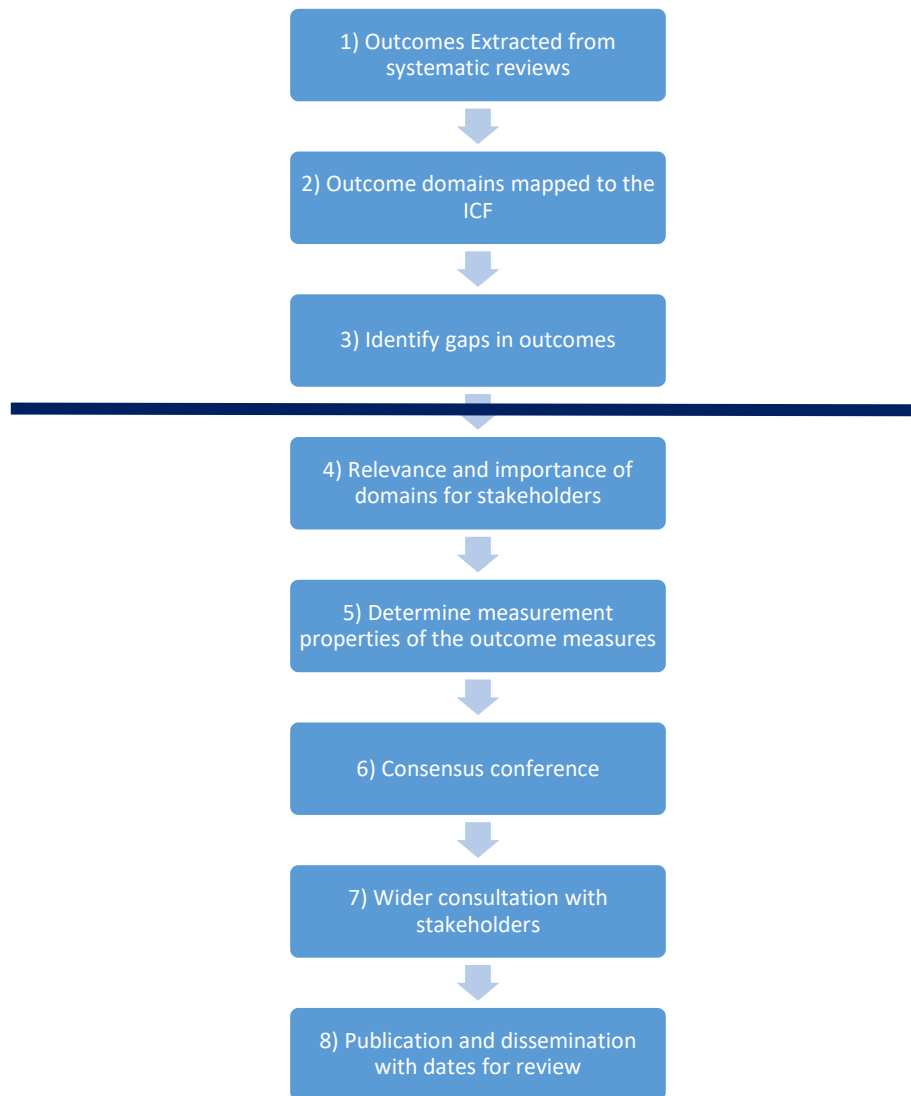 1) Outcomes Extracted from
systematic reviews
2) Outcome domains mapped to the
ICF
3) Identify gaps in outcomes
4) Relevance and importance of
domains for stakeholders
5) Determine measurement
properties of the outcome measures
6) Consensus conference
7) Wider consultation with
stakeholders
8) Publication and dissemination
with dates for review